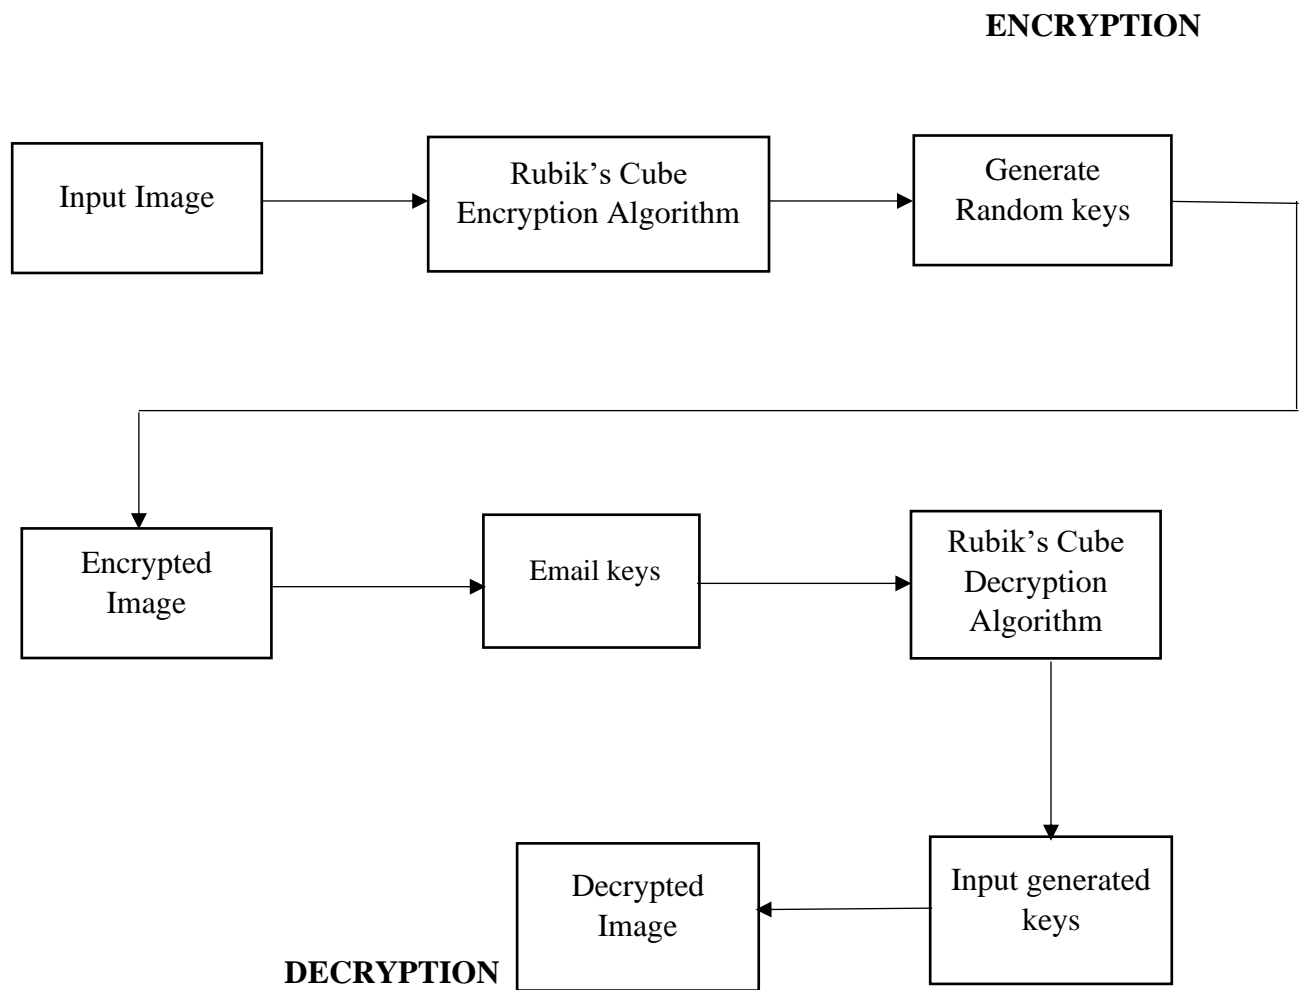 ENCRYPTION
Input Image
Rubik’s Cube
Encryption Algorithm
Generate
Random keys
Encrypted
Image
Email keys
Rubik’s Cube
Decryption
Algorithm
Input generated
keys
Decrypted
Image
DECRYPTION